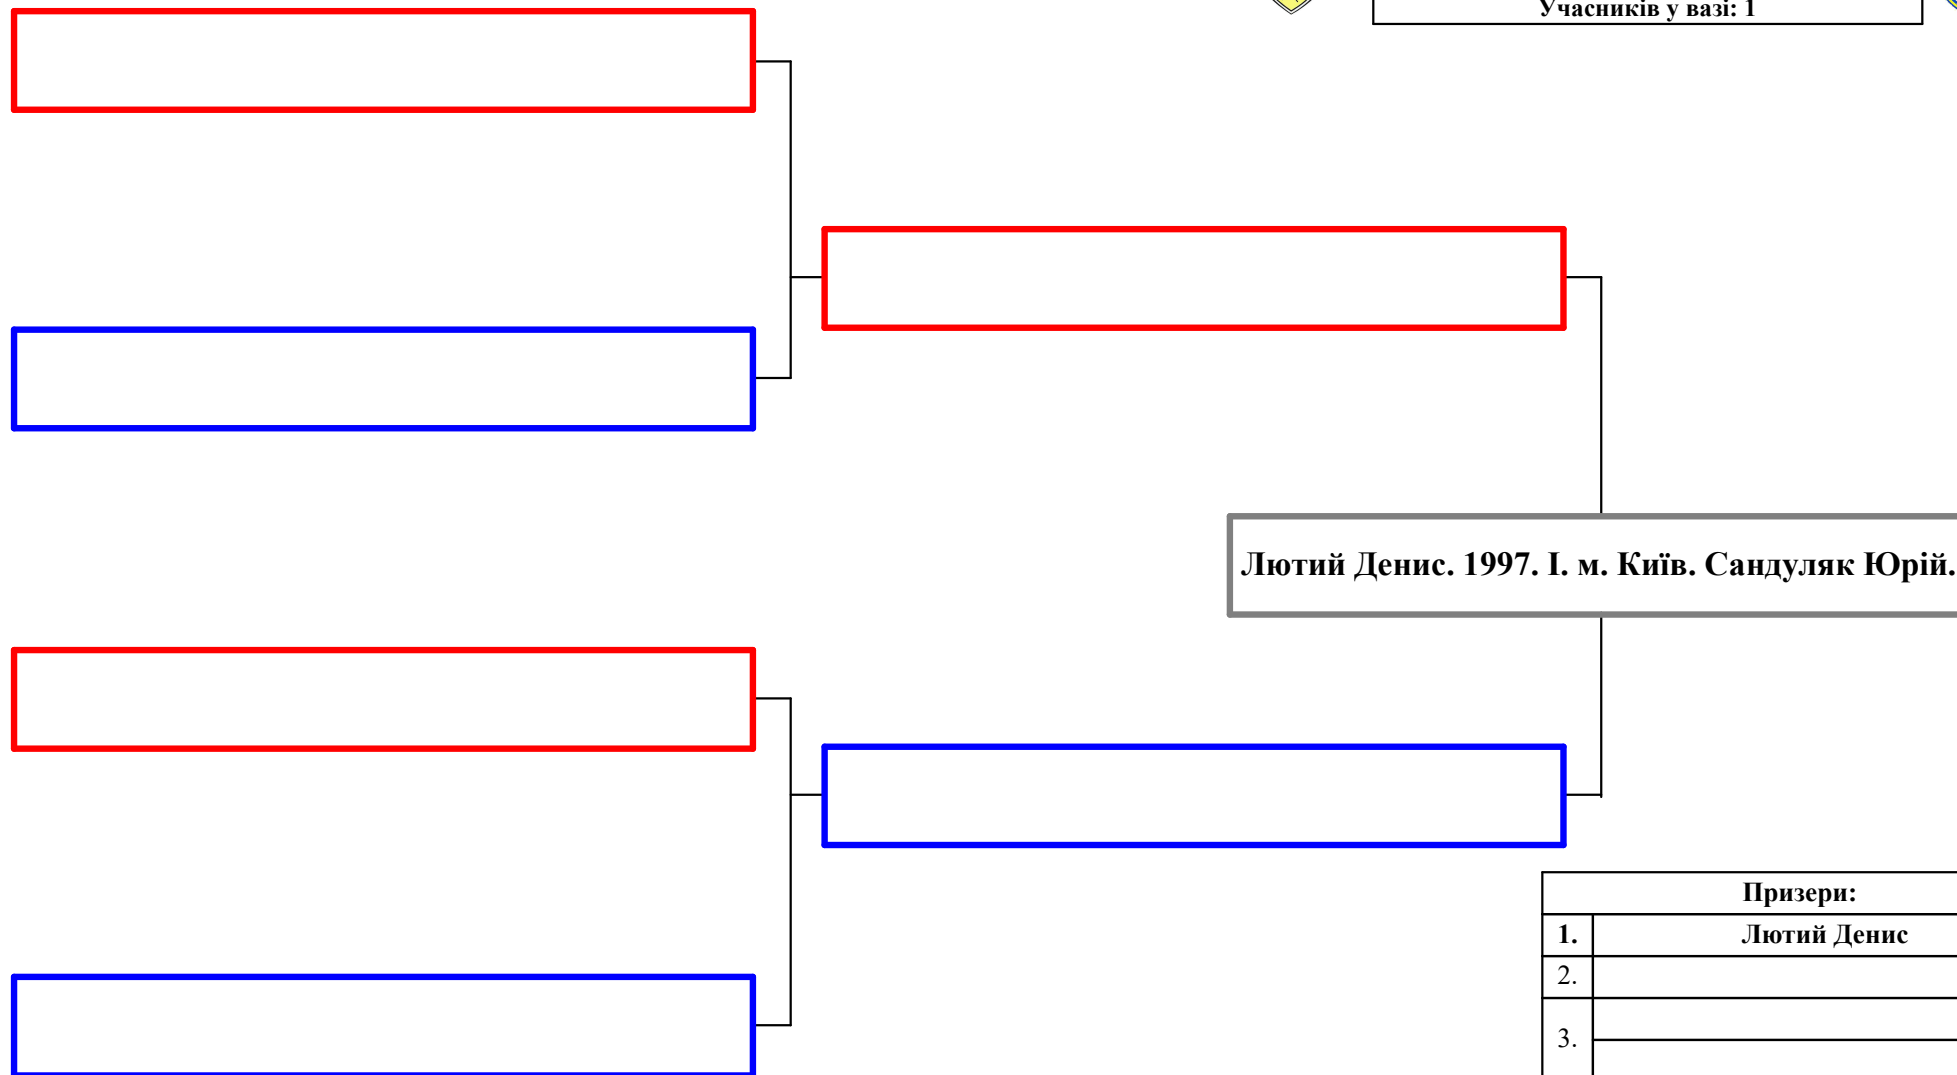 Учасників у вазі: 1
Лютий Денис. 1997. І. м. Київ. Сандуляк Юрій.
Призери:
1. Лютий Денис
2.
3.